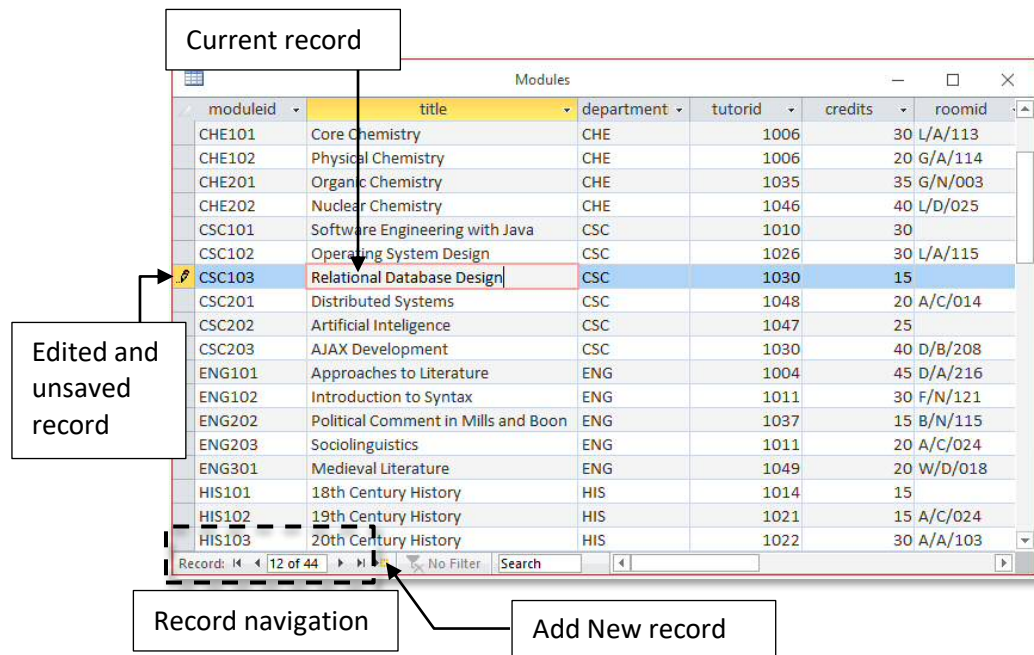 Current record
Modules
moduleid title department tutorid credits roomid
CHE101 Core Chemistry CHE 1006 30 L/A/113
CHE102 Physical Chemistry CHE 1006 20 G/A/114
CHE201 Organic Chemistry CHE 1035 35 G/N/003
CHE202 Nuclear Chemistry CHE 1046 40 L/D/025
CSC101 Software Engineering with Java CSC 1010 30
CSC102 Operating System Design CSC 1026 30 L/A/115
CSC103 Relational Database Design CSC 1030 15
CSC201 Distributed Systems CSC 1048 20 A/C/014
CSC202 Artificial Inteligence CSC 1047 25
CSC203 AJAX Development CSC 1030 40 D/B/208
ENG101 Approaches to Literature ENG 1004 45 D/A/216
ENG102 Introduction to Syntax ENG 1011 30 F/N/121
ENG202 Political Comment in Mills and Boon ENG 1037 15 B/N/115
ENG203 Sociolinguistics ENG 1011 20 A/C/024
ENG301 Medieval Literature ENG 1049 20 W/D/018
HIS101 18th Century History HIS 1014 15
HIS102 19th Century History HIS 1021 15 A/C/024
HIS103 20th Century History HIS 1022 30 A/A/103
Record: 12 of 44 No Filter Search
Edited and
unsaved
record
Record navigation
Add New record